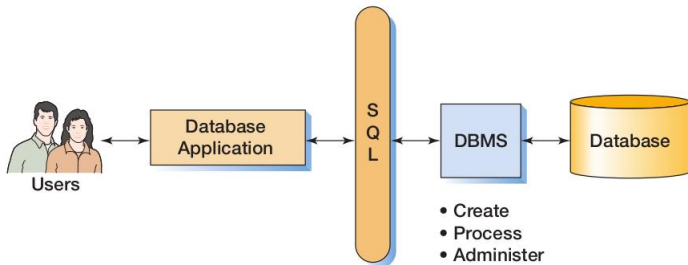 Users
Database
Application
S
Q
L
DBMS
• Create
• Process
• Administer
Database